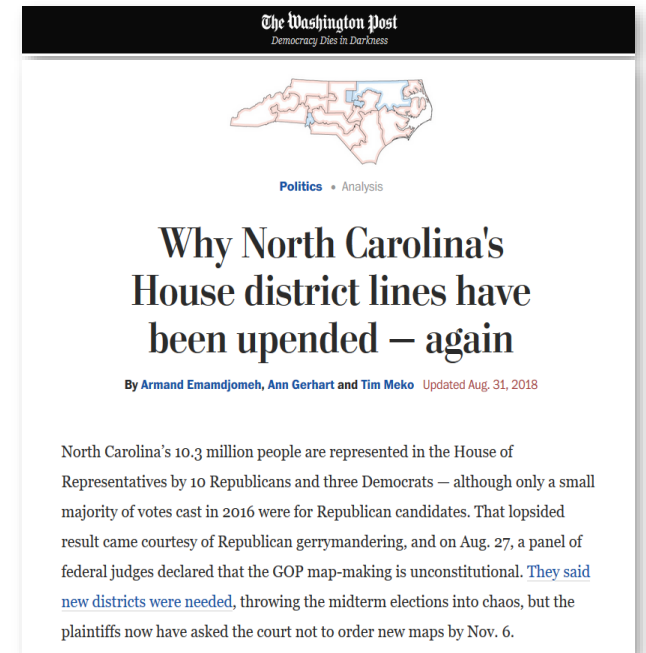 The Washington Post
Democracy Dies in Darkness
Politics • Analysis
Why North Carolina's
House district lines have
been upended — again
By Armand Emamdjomeh, Ann Gerhart and Tim Meko Updated Aug. 31, 2018
North Carolina’s 10.3 million people are represented in the House of
Representatives by 10 Republicans and three Democrats — although only a small
majority of votes cast in 2016 were for Republican candidates. That lopsided
result came courtesy of Republican gerrymandering, and on Aug. 27, a panel of
federal judges declared that the GOP map-making is unconstitutional. They said
new districts were needed, throwing the midterm elections into chaos, but the
plaintiffs now have asked the court not to order new maps by Nov. 6.